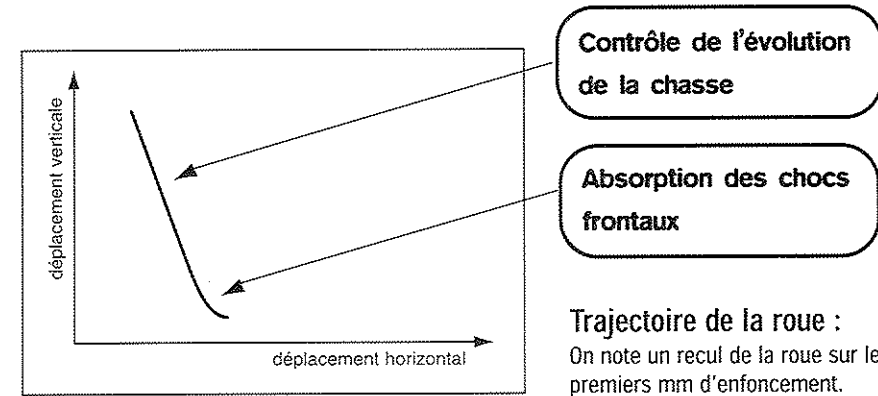 Contrôle de l'évolution
de la chasse
déplacement verticale
Absorption des chocs
frontaux
déplacement horizontal
Trajectoire de la roue :
On note un recul de la roue sur le
premiers mm d'enfoncement.